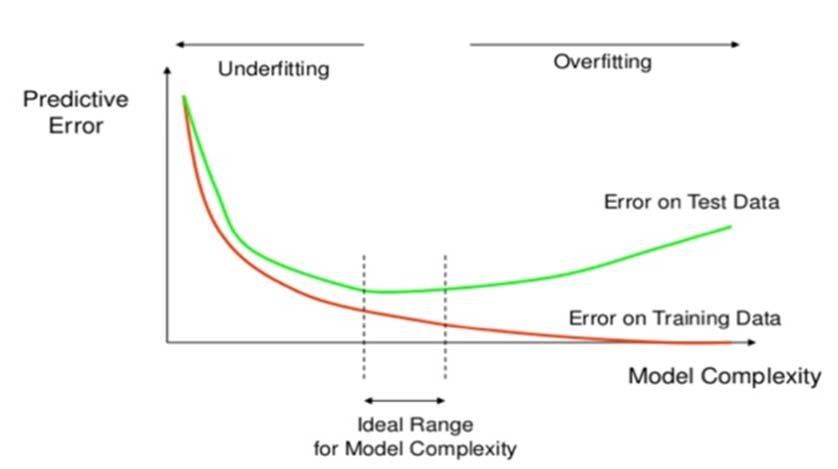 Underfitting
Overfitting
Predictive
Error
Error on Test Data
Error on Training Data
Model Complexity
Ideal Range
for Model Complexity